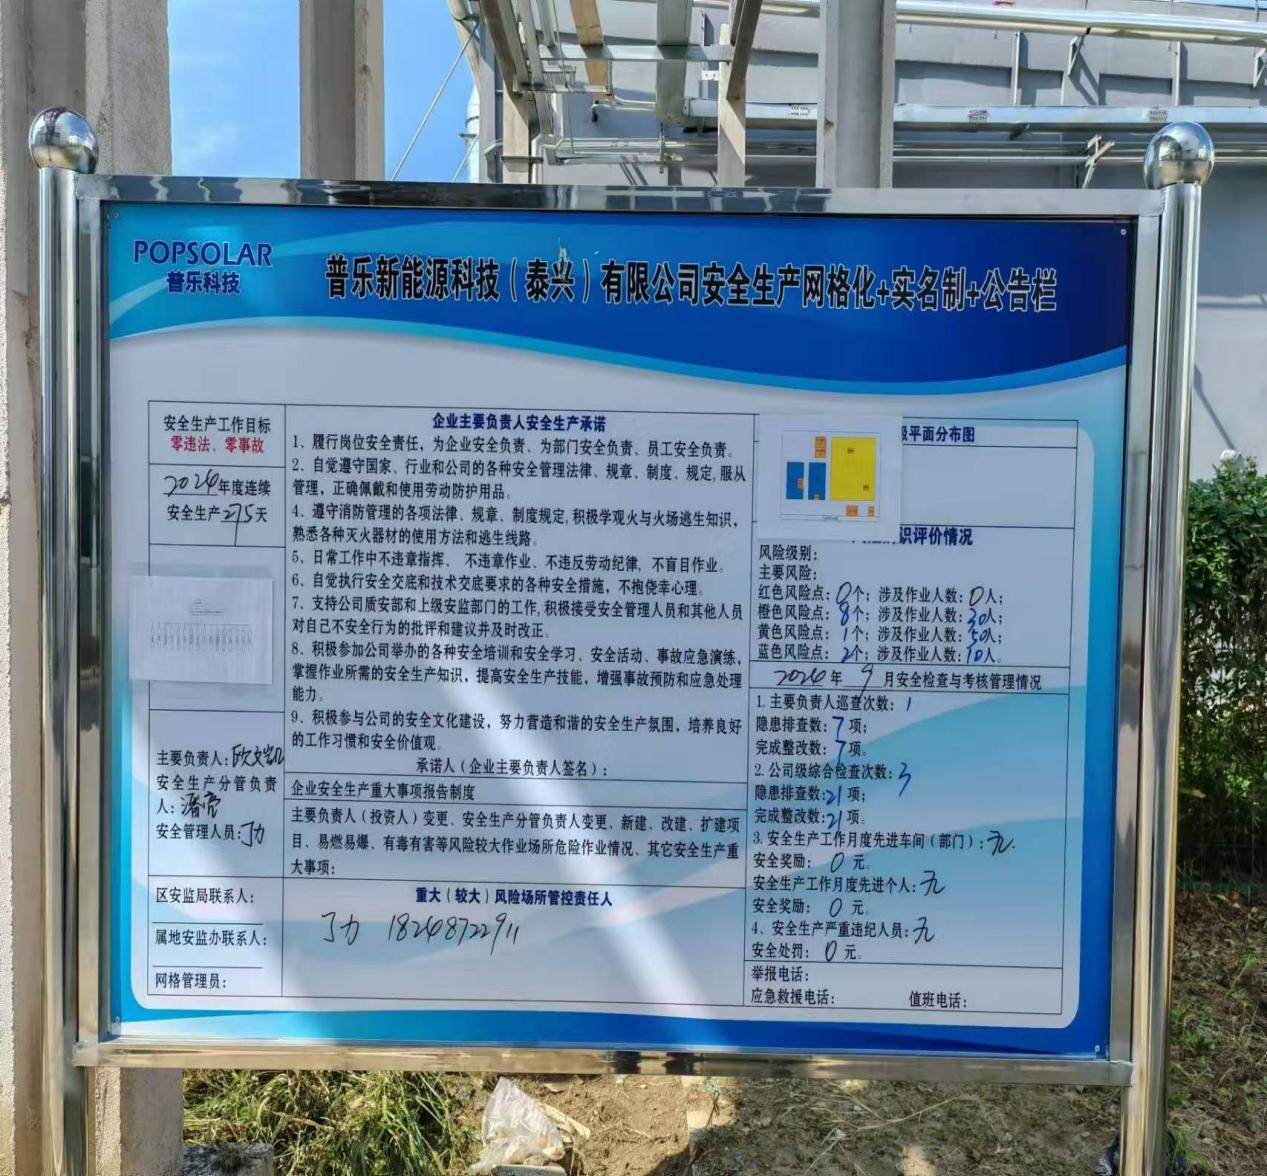 POPSOLAR
普乐科技
普乐新能源科技（泰兴）有限公司安全生产网格化+实名制+公告栏
安全生产工作目标
零违法、零事故
2024年度连续
安全生产275天
主要负责人：欧文凯
安全生产分管负责
人：潘常
安全管理人员：丁力
区安监局联系人：
属地安监办联系人：
网格管理员：
企业主要负责人安全生产承诺
1、履行岗位安全责任，为企业安全负责、为部门安全负责、员工安全负责。
2、自觉遵守国家、行业和公司的各种安全管理法律、规章、制度、规定,服从
管理,正确佩戴和使用劳动防护用品。
4、遵守消防管理的各项法律、规章、制度规定,积极学观火与火场逃生知识，
熟悉各种灭火器材的使用方法和逃生线路。
5、日常工作中不违章指挥、不违章作业、不违反劳动纪律，不盲目作业。
6、自觉执行安全交底和技术交底要求的各种安全措施，不抱侥幸心理。
7、支持公司质安部和上级安监部门的工作,积极接受安全管理人员和其他人员
对自己不安全行为的批评和建议并及时改正。
8、积极参加公司举办的各种安全培训和安全学习、安全活动、事故应急演练，
掌握作业所需的安全生产知识，提高安全生产技能，增强事故预防和应急处理
能力。
9、积极参与公司的安全文化建设，努力营造和谐的安全生产氛围，培养良好
的工作习惯和安全价值观。
承诺人（企业主要负责人签名）：
企业安全生产重大事项报告制度
主要负责人（投资人）变更、安全生产分管负责人变更、新建、改建、扩建项
目、易燃易爆、有毒有害等风险较大作业场所危险作业情况、其它安全生产重
大事项：
重大（较大）风险场所管控责任人
丁力 18248722911
级平面分布图
识评价情况
风险级别：
主要风险：
红色风险点：0个；涉及作业人数：0人；
橙色风险点：8个；涉及作业人数：30人；
黄色风险点：1个；涉及作业人数：50人；
蓝色风险点：2个；涉及作业人数：10人。
2024年 9月安全检查与考核管理情况
1.主要负责人巡查次数：1
隐患排查数：7项；
完成整改数：7项。
2.公司级综合检查次数：3
隐患排查数：21项；
完成整改数：21项。
3.安全生产工作月度先进车间（部门）：无.
安全奖励：0元.
安全生产工作月度先进个人：无
安全奖励：0元。
4、安全生产严重违纪人员：无
安全处罚：0元。
举报电话：
应急救援电话： 值班电话：